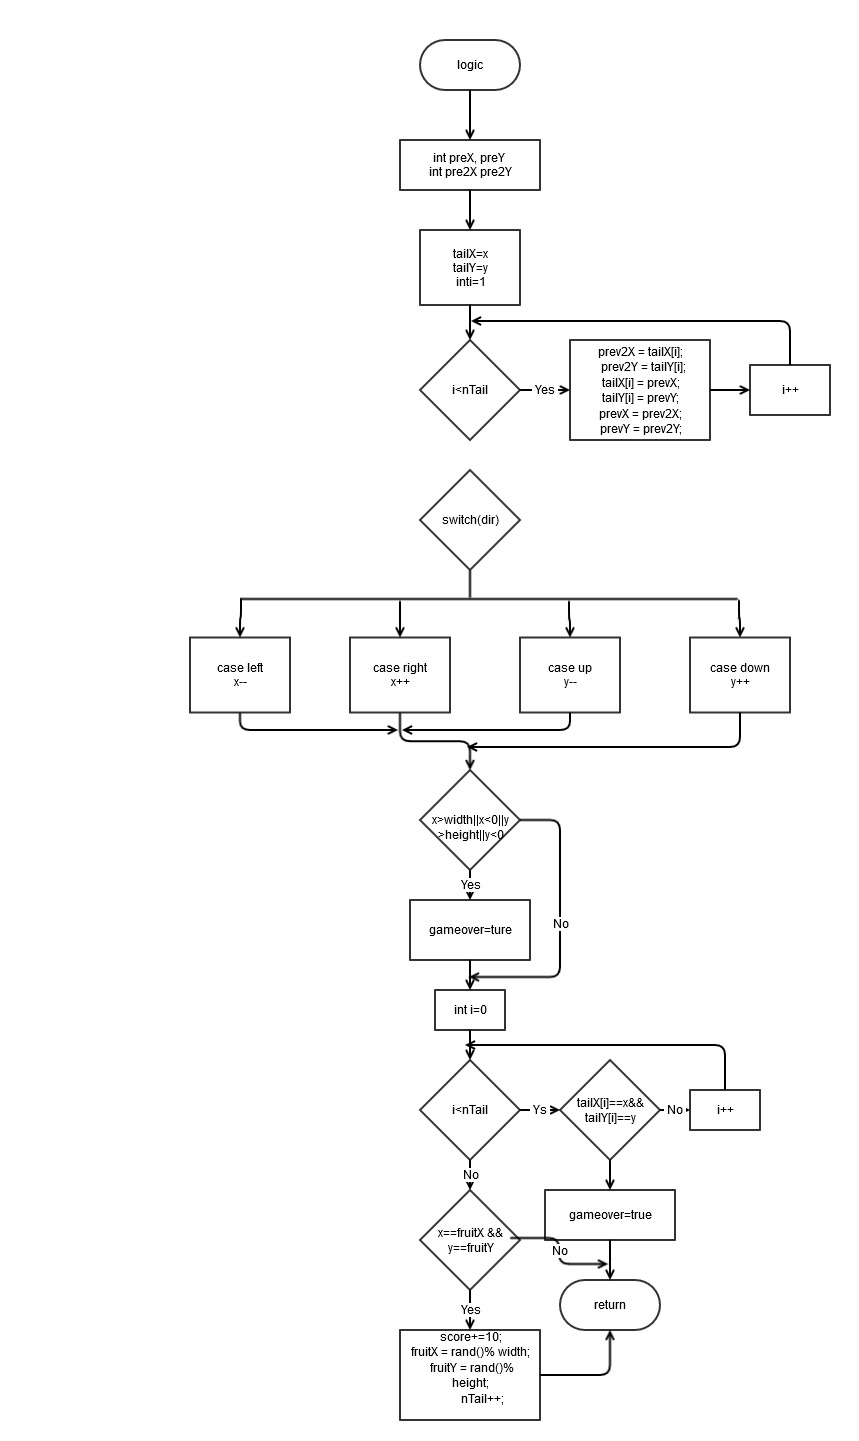 logic
int preX, preY
int pre2X pre2Y
tailX=x
tailY=y
inti=1
i<nTail
Yes
prev2X = tailX[i];
prev2Y = tailY[i];
tailX[i] = prevX;
tailY[i] = prevY;
prevX = prev2X;
prevY = prev2Y;
i++
switch(dir)
case left
x--
case right
x++
case up
y--
case down
y++
x>width||x<0||y
>height||y<0
Yes
gameover=ture
No
int i=0
i<nTail
Ys
tailX[i]==x&&
tailY[i]==y
No
i++
No
gameover=true
x==fruitX &&
y==fruitY
No
return
Yes
score+=10;
fruitX = rand()% width;
fruitY = rand()%
height;
nTail++;